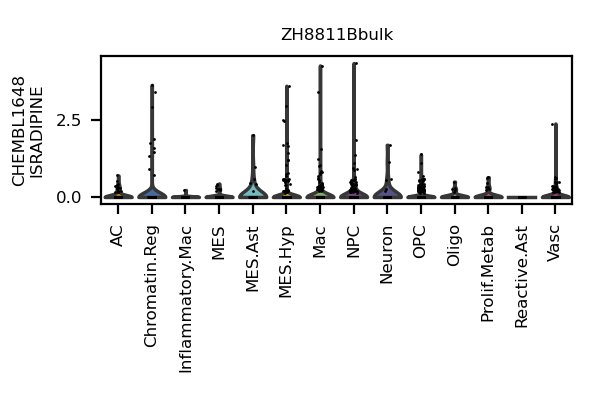 ZH8811Bbulk
CHEMBL1648
ISRADIPINE
2.5
0.0
AC
Chromatin.Reg
Inflammatory.Mac
MES
MES.Ast
MES.Hyp
Mac
NPC
Neuron
OPC
Oligo
Prolif.Metab
Reactive.Ast
Vasc